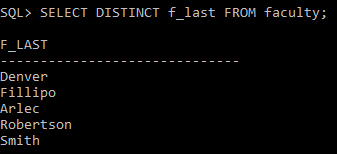 SQL> SELECT DISTINCT f_last FROM faculty;
F_LAST
------------------------------
Denver
Fillipo
Arlec
Robertson
Smith